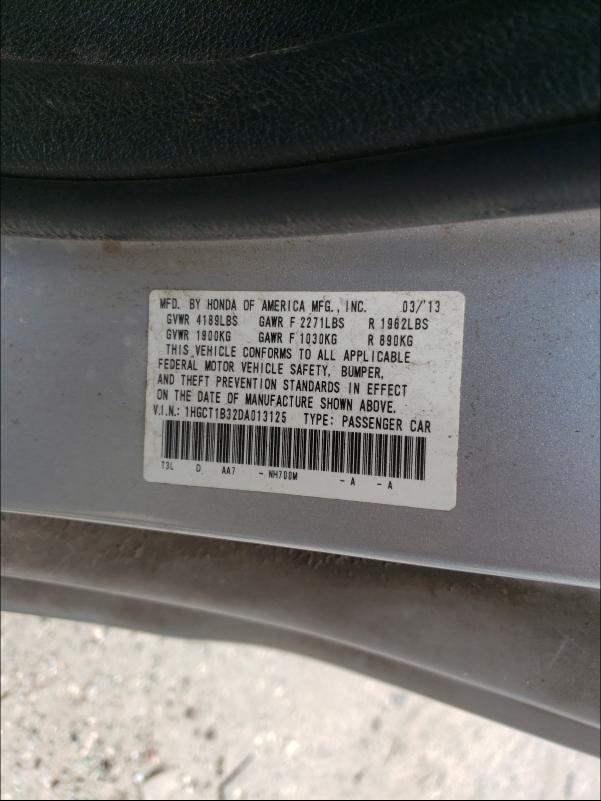 MFD. BY HONDA OF AMERICA MFG., INC. 03/'13
GVWR 4189LBS GAWR F 2271LBS R 1962LBS
GVWR 1900KG GAWR F 1030KG R 890KG
THIS VEHICLE CONFORMS TO ALL APPLICABLE
FEDERAL MOTOR VEHICLE SAFETY, BUMPER,
AND THEFT PREVENTION STANDARDS IN EFFECT
ON THE DATE OF MANUFACTURE SHOWN ABOVE.
V.I.N.: 1HGCT1B32DA013125 TYPE: PASSENGER CAR
T3L D AA7 - NH700M - A - A